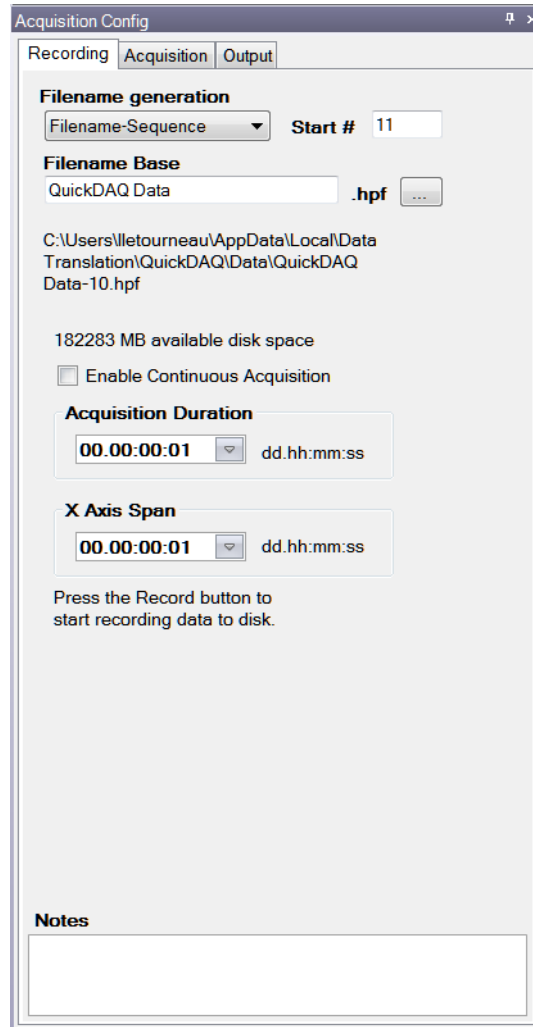 Acquisition Config
Recording Acquisition Output
Filename generation
Filename-Sequence Start # 11
Filename Base
QuickDAQ Data .hpf ...
C:\Users\lletourneau\AppData\Local\Data
Translation\QuickDAQ\Data\QuickDAQ
Data-10.hpf
182283 MB available disk space
Enable Continuous Acquisition
Acquisition Duration
00.00:00:01 dd.hh:mm:ss
X Axis Span
00.00:00:01 dd.hh:mm:ss
Press the Record button to
start recording data to disk.
Notes